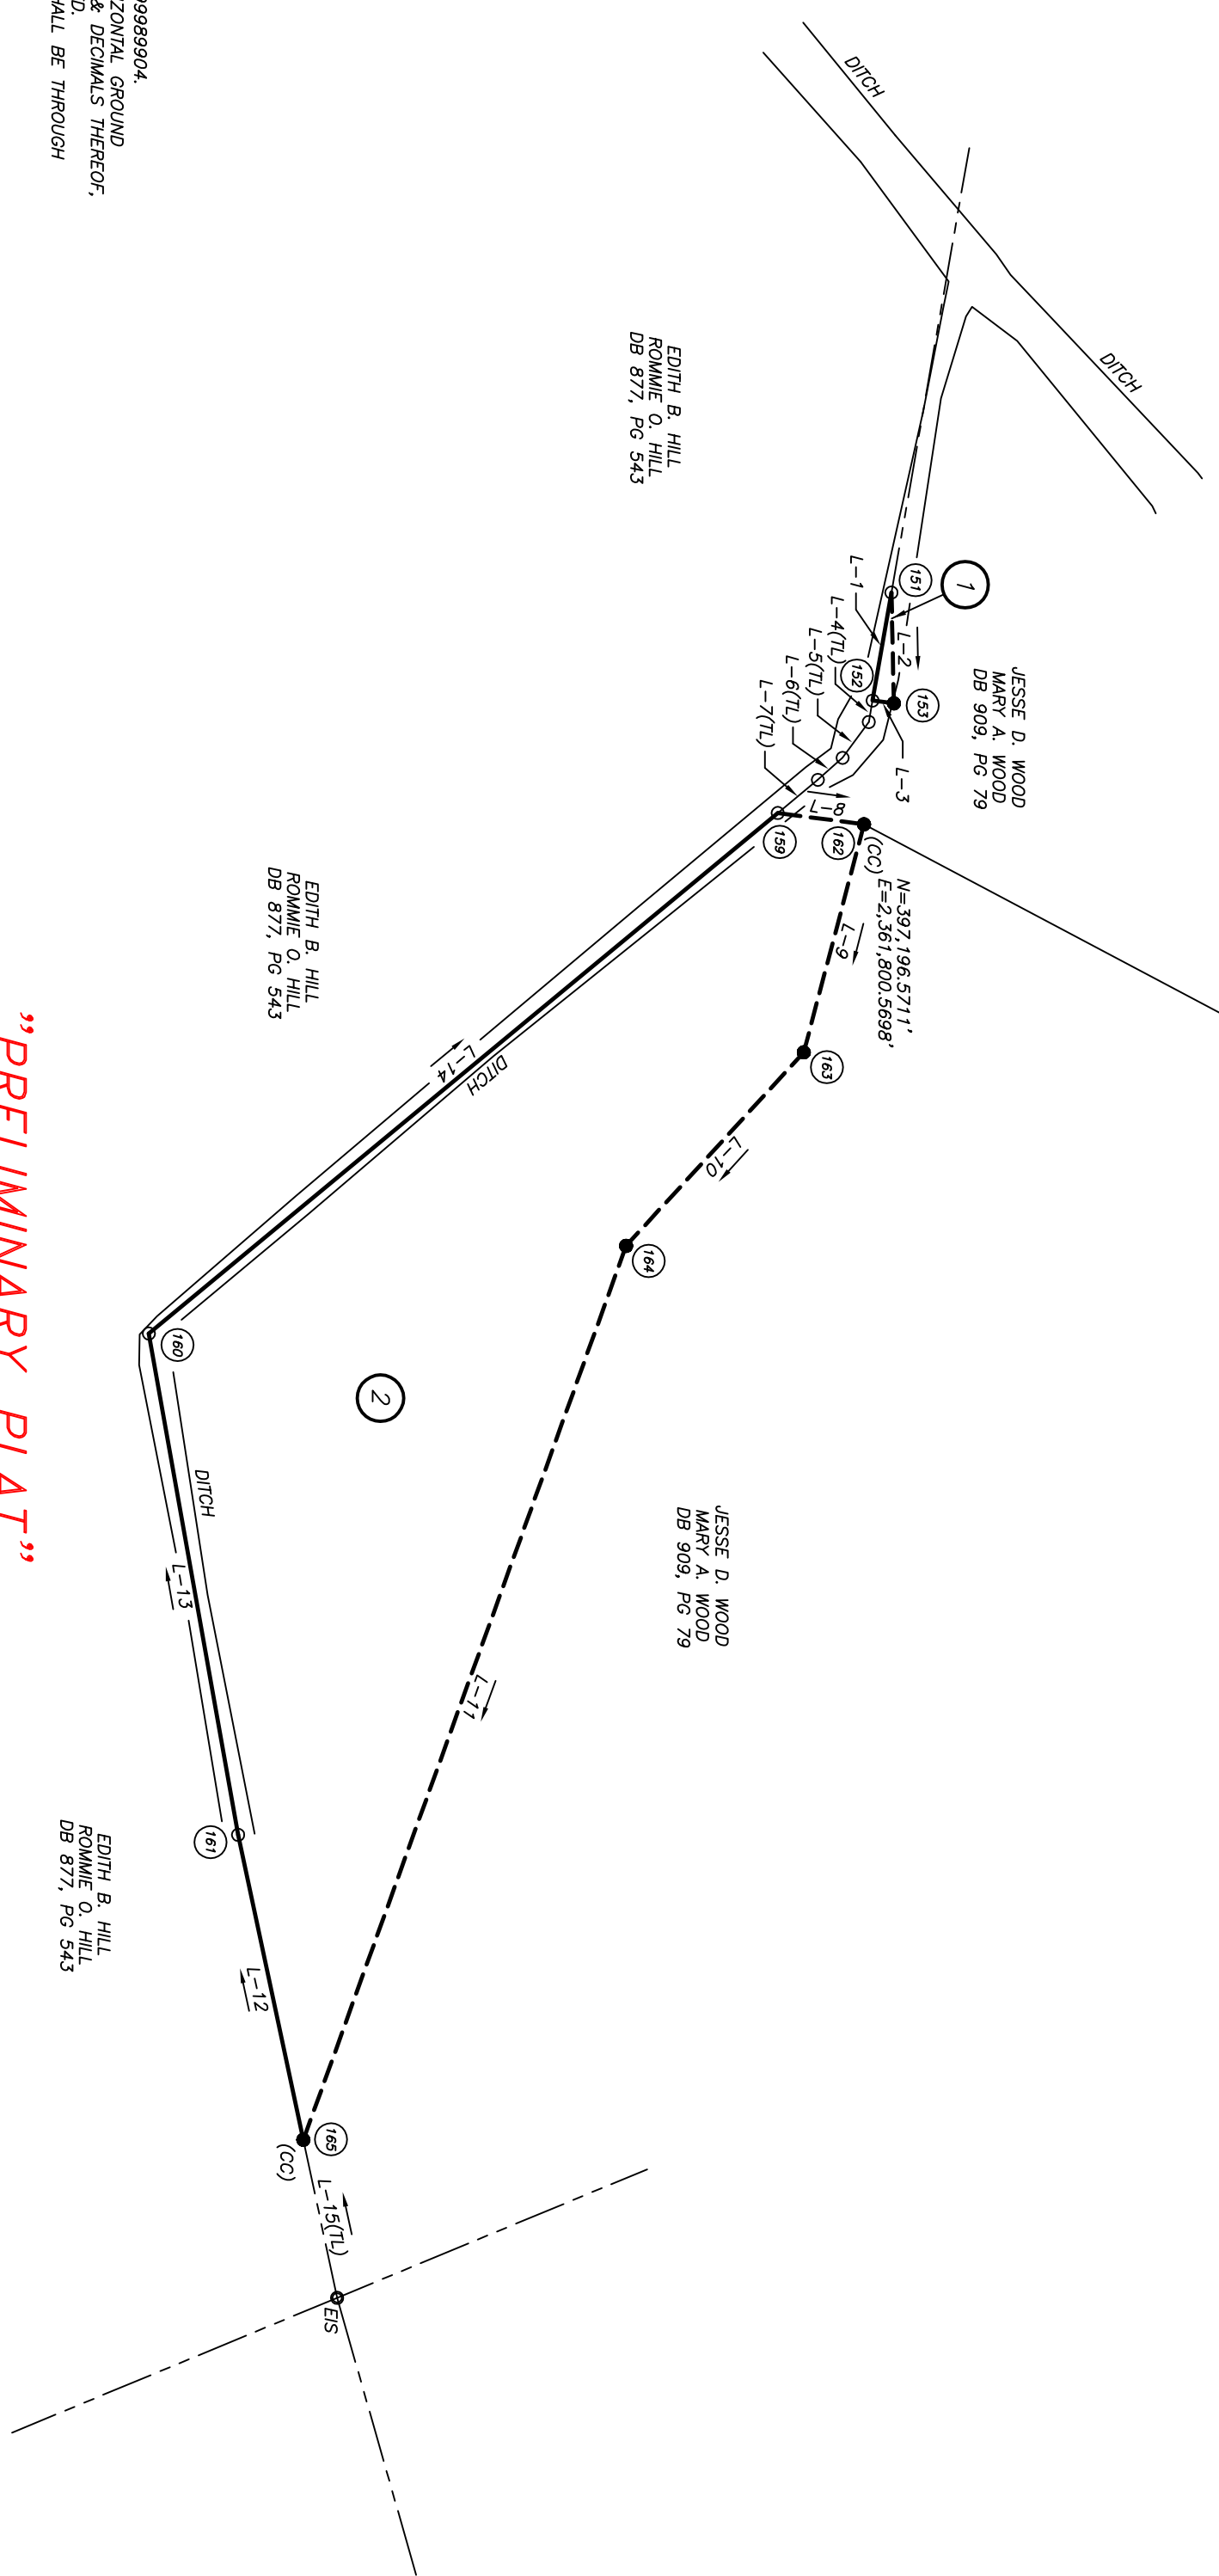 DITCH
DITCH
EDITH B. HILL
ROMMIE O. HILL
DB 877, PG 543
1
151
L-2
153
L-1
L-4(TL)
L-5(TL)
L-6(TL)
L-7(TL)
152
L-3
JESSE D. WOOD
MARY A. WOOD
DB 909, PG 79
L-8
159
162
(CC)
N=397,196.5711'
E=2,361,800.5698'
L-9
163
L-10
164
EDITH B. HILL
ROMMIE O. HILL
DB 877, PG 543
L-14
DITCH
160
2
DITCH
L-13
161
L-11
JESSE D. WOOD
MARY A. WOOD
DB 909, PG 79
EDITH B. HILL
ROMMIE O. HILL
DB 877, PG 543
L-12
165
(CC)
L-15(TL)
EIS
99989904.
ZONTAL GROUND
& DECIMALS THEREOF,
D.
HALL BE THROUGH
"PRELIMINARY PLAT"